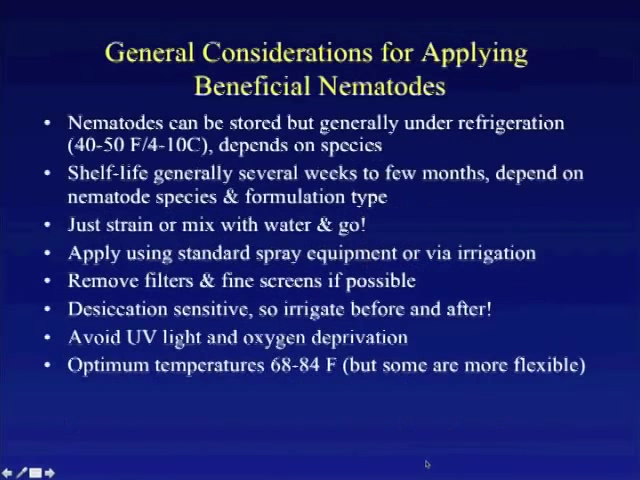 General Considerations for Applying
Beneficial Nematodes
• Nematodes can be stored but generally under refrigeration
(40-50 F/4-10C), depends on species
• Shelf-life generally several weeks to few months, depend on
nematode species & formulation type
• Just strain or mix with water & go!
• Apply using standard spray equipment or via irrigation
• Remove filters & fine screens if possible
• Desiccation sensitive, so irrigate before and after!
• Avoid UV light and oxygen deprivation
• Optimum temperatures 68-84 F (but some are more flexible)